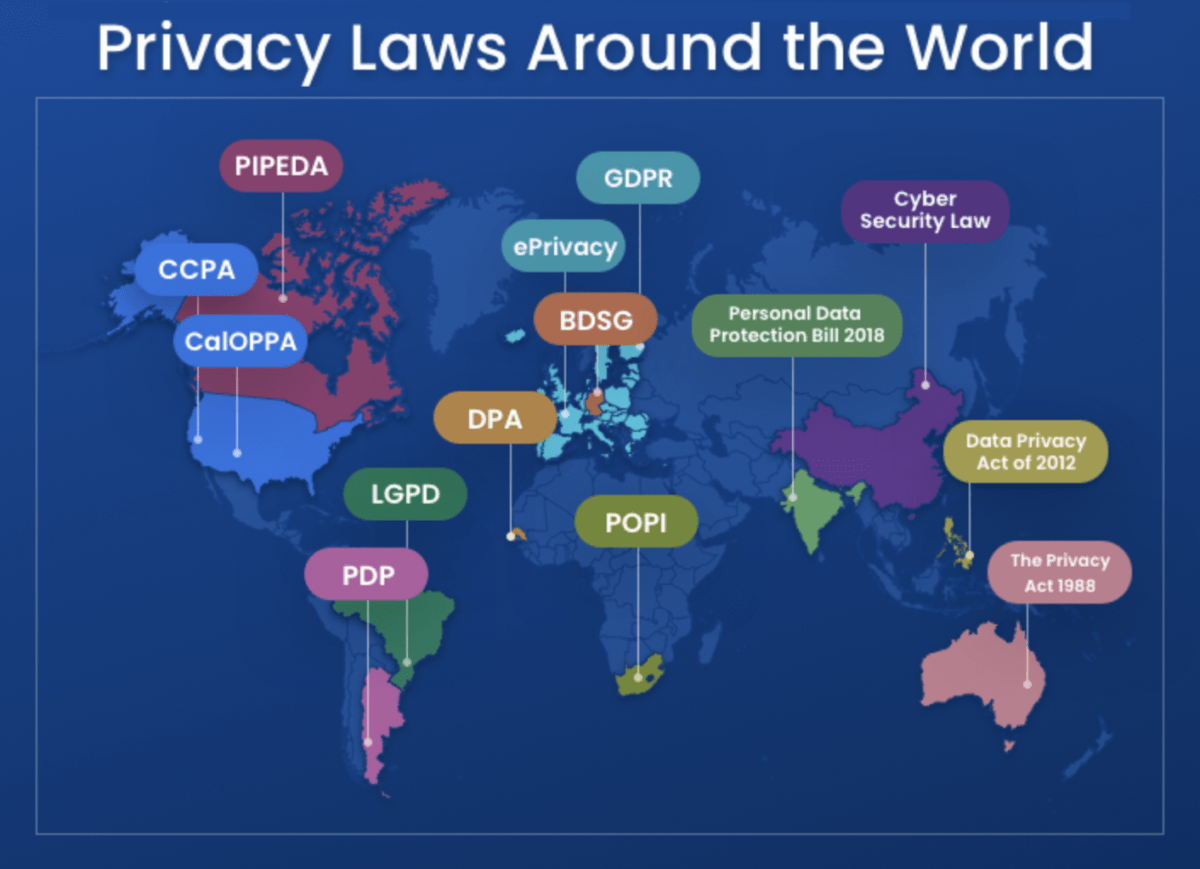 Privacy Laws Around the World
PIPEDA
GDPR
Cyber
Security Law
ePrivacy
CCPA
BDSG
Personal Data
Protection Bill 2018
CalOPPA
DPA
Data Privacy
Act of 2012
LGPD
POPI
PDP
The Privacy
Act 1988